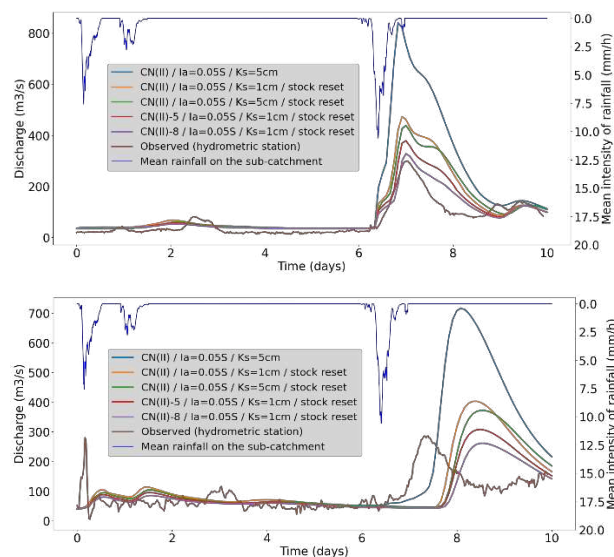 800
600
400
200
0
Discharge (m3/s)
CN(II) / Ia=0.05S / Ks=5cm
CN(II) / Ia=0.05S / Ks=1cm / stock reset
CN(II) / Ia=0.05S / Ks=5cm / stock reset
CN(II)-5 / Ia=0.05S / Ks=1cm / stock reset
CN(II)-8 / Ia=0.05S / Ks=1cm / stock reset
Observed (hydrometric station)
Mean rainfall on the sub-catchment
0.0
2.5
5.0
7.5
10.0
12.5
15.0
17.5
20.0
Mean intensity of rainfall (mm/h)
0 2 4 6 8 10
Time (days)
700
600
500
400
300
200
100
0
Discharge (m3/s)
CN(II) / Ia=0.05S / Ks=5cm
CN(II) / Ia=0.05S / Ks=1cm / stock reset
CN(II) / Ia=0.05S / Ks=5cm / stock reset
CN(II)-5 / Ia=0.05S / Ks=1cm / stock reset
CN(II)-8 / Ia=0.05S / Ks=1cm / stock reset
Observed (hydrometric station)
Mean rainfall on the sub-catchment
0.0
2.5
5.0
7.5
10.0
12.5
15.0
17.5
20.0
Mean intensity of rainfall (mm/h)
0 2 4 6 8 10
Time (days)